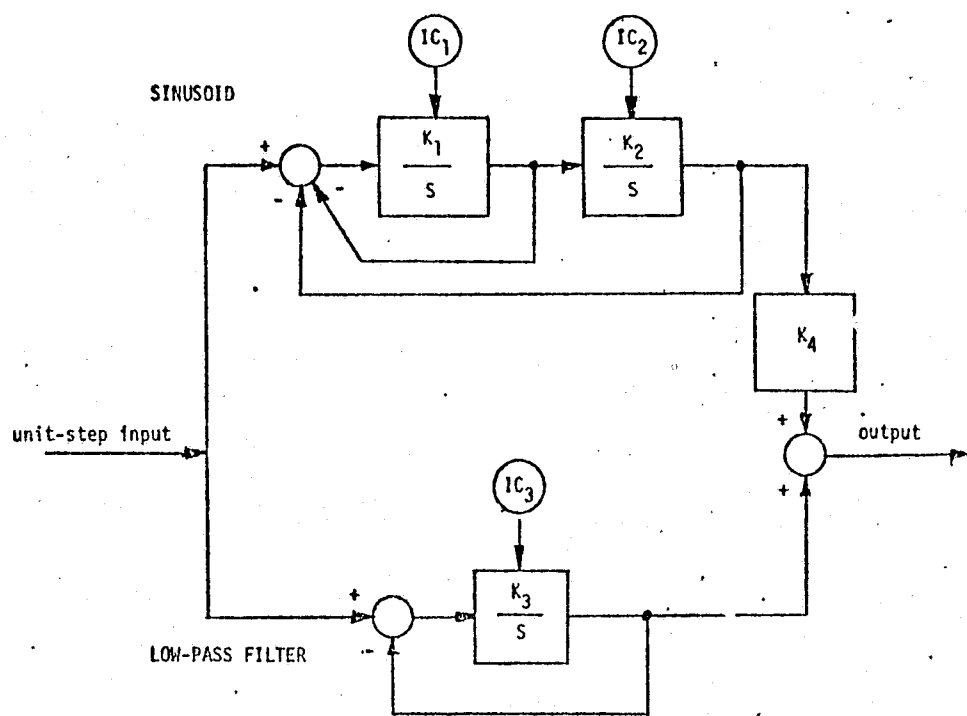 IC1
IC2
SINUSOID
+
-
-
K1
S
K2
S
K4
+
unit-step input
output
+
IC3
+
-
K3
S
LOW-PASS FILTER